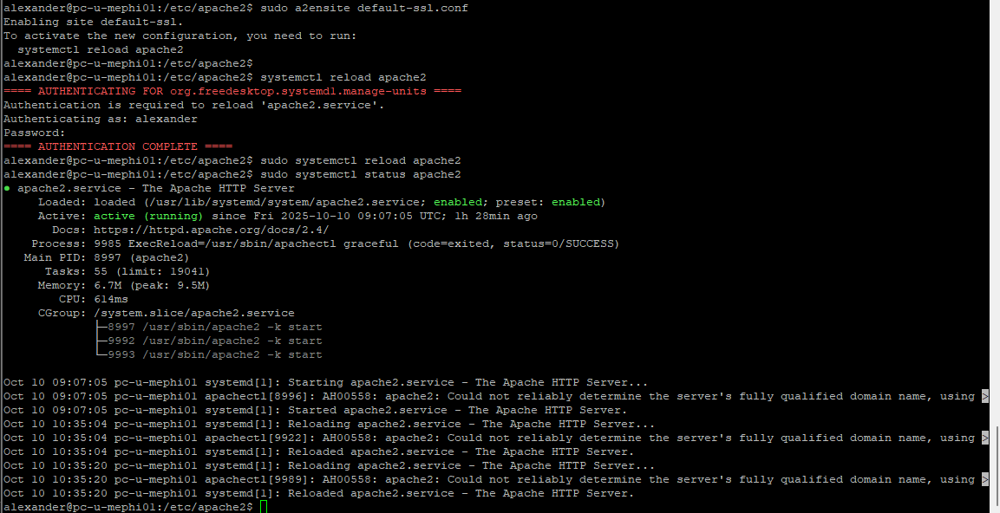 alexander@pc-u-mephi01:/etc/apache2$ sudo a2ensite default-ssl.conf
Enabling site default-ssl.
To activate the new configuration, you need to run:
  systemctl reload apache2
alexander@pc-u-mephi01:/etc/apache2$
alexander@pc-u-mephi01:/etc/apache2$ systemctl reload apache2
==== AUTHENTICATING FOR org.freedesktop.systemd1.manage-units ====
Authentication is required to reload 'apache2.service'.
Authenticating as: alexander
Password:
==== AUTHENTICATION COMPLETE ====
alexander@pc-u-mephi01:/etc/apache2$ sudo systemctl reload apache2
alexander@pc-u-mephi01:/etc/apache2$ sudo systemctl status apache2
● apache2.service - The Apache HTTP Server
     Loaded: loaded (/usr/lib/systemd/system/apache2.service; enabled; preset: enabled)
     Active: active (running) since Fri 2025-10-10 09:07:05 UTC; 1h 28min ago
       Docs: https://httpd.apache.org/docs/2.4/
    Process: 9985 ExecReload=/usr/sbin/apachectl graceful (code=exited, status=0/SUCCESS)
   Main PID: 8997 (apache2)
      Tasks: 55 (limit: 19041)
     Memory: 6.7M (peak: 9.5M)
        CPU: 614ms
     CGroup: /system.slice/apache2.service
             ├─8997 /usr/sbin/apache2 -k start
             ├─9992 /usr/sbin/apache2 -k start
             └─9993 /usr/sbin/apache2 -k start
Oct 10 09:07:05 pc-u-mephi01 systemd[1]: Starting apache2.service - The Apache HTTP Server...
Oct 10 09:07:05 pc-u-mephi01 apachectl[8996]: AH00558: apache2: Could not reliably determine the server's fully qualified domain name, using >
Oct 10 09:07:05 pc-u-mephi01 systemd[1]: Started apache2.service - The Apache HTTP Server.
Oct 10 10:35:04 pc-u-mephi01 systemd[1]: Reloading apache2.service - The Apache HTTP Server...
Oct 10 10:35:04 pc-u-mephi01 apachectl[9922]: AH00558: apache2: Could not reliably determine the server's fully qualified domain name, using >
Oct 10 10:35:04 pc-u-mephi01 systemd[1]: Reloaded apache2.service - The Apache HTTP Server.
Oct 10 10:35:20 pc-u-mephi01 systemd[1]: Reloading apache2.service - The Apache HTTP Server...
Oct 10 10:35:20 pc-u-mephi01 apachectl[9989]: AH00558: apache2: Could not reliably determine the server's fully qualified domain name, using >
Oct 10 10:35:20 pc-u-mephi01 systemd[1]: Reloaded apache2.service - The Apache HTTP Server.
alexander@pc-u-mephi01:/etc/apache2$